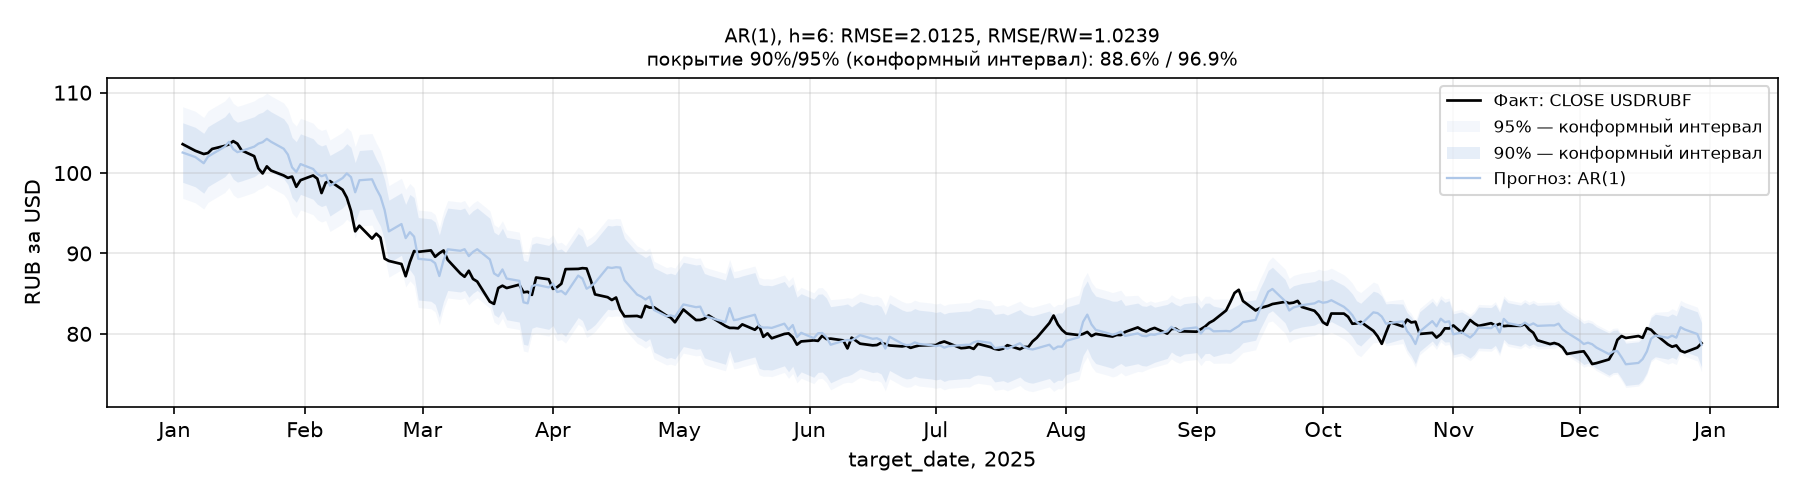 AR(1), h=6: RMSE=2.0125, RMSE/RW=1.0239
покрытие 90%/95% (конформный интервал): 88.6% / 96.9%
Факт: CLOSE USDRUBF
95% — конформный интервал
90% — конформный интервал
Прогноз: AR(1)
RUB за USD
110
100
90
80
Jan Feb Mar Apr May Jun Jul Aug Sep Oct Nov Dec Jan
target_date, 2025